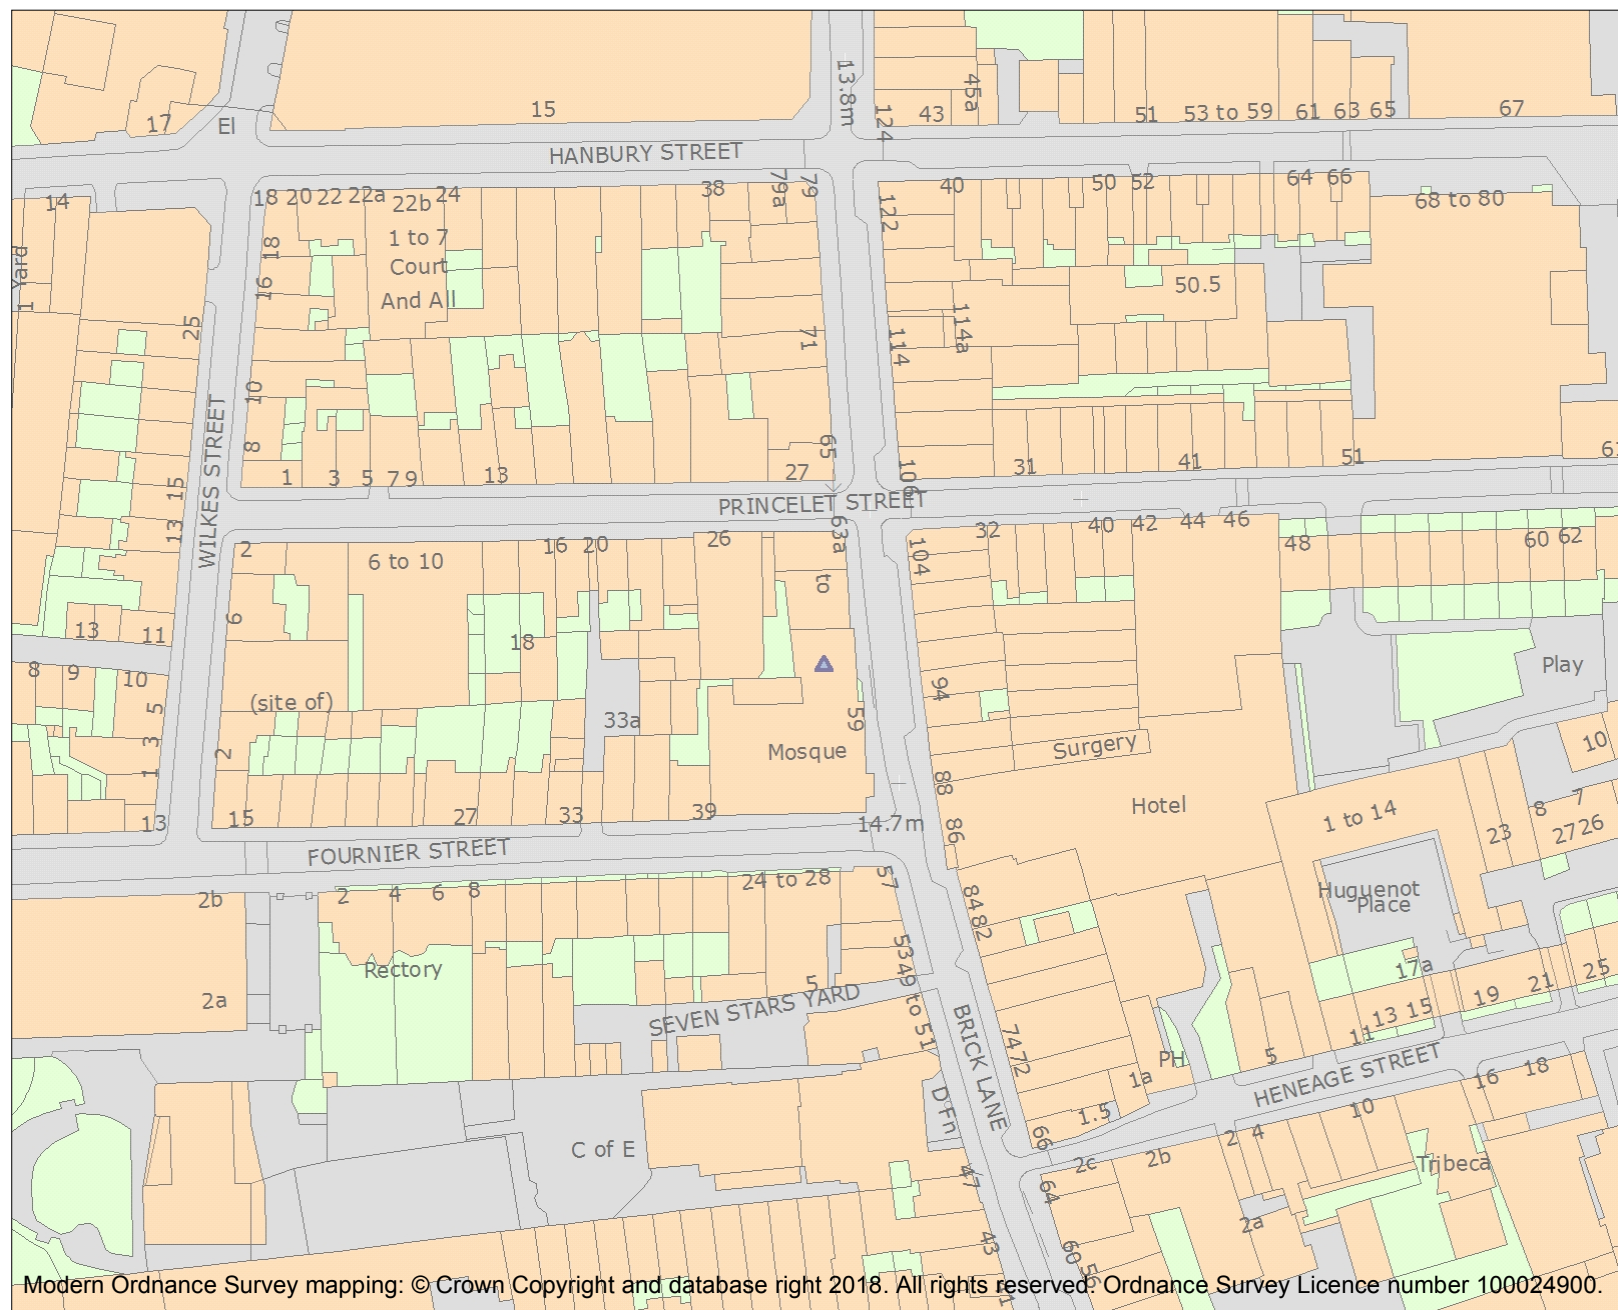 15
17
El
13.8m
124
43
45a
51
53 to 59
61
63
65
67
HANBURY STREET
14
18
20
22
22a
22b
24
38
79a
79
122
40
50
52
64
66
68 to 80
1 to 7
Court
And All
18
16
Yard
1
25
50.5
114a
114
71
10
8
WILKES STREET
65
106
1
3
5
7
9
13
27
31
41
51
15
13
PRINCELET STREET
63a
to
2
6 to 10
16
20
26
32
40
42
44
46
48
60
62
104
6
18
13
11
8
9
10
5
3
1
(site of)
33a
94
59
Mosque
Play
2
Surgery
10
88
Hotel
86
13
15
27
33
39
14.7m
1 to 14
23
8
7
27
26
FOURNIER STREET
2b
2
4
6
8
24 to 28
57
84
82
Huguenot
Place
Rectory
53
49 to 51
17a
2a
5
SEVEN STARS YARD
BRICK LANE
13
15
19
21
25
11
5
74
72
PH
1a
HENEAGE STREET
16
18
D Fn
1.5
66
10
2
4
C of E
2c
2b
Tribeca
47
64
2a
43
60
56
41
Modern Ordnance Survey mapping: © Crown Copyright and database right 2018. All rights reserved. Ordnance Survey Licence number 100024900.